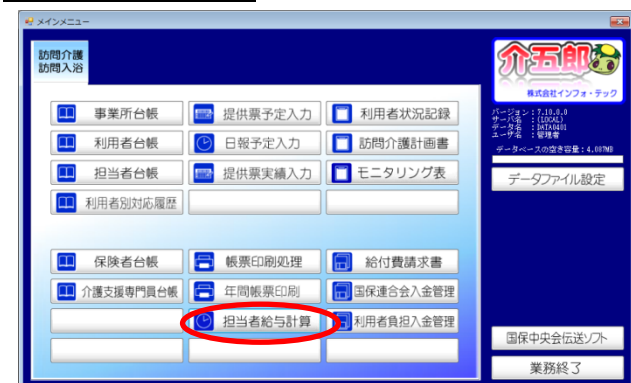 メインメニュー
訪問介護
訪問入浴
事業所台帳
提供票予定入力
利用者状況記録
利用者台帳
日報予定入力
訪問介護計画書
担当者台帳
提供票実績入力
モニタリング表
利用者別対応履歴
保険者台帳
帳票印刷処理
給付費請求書
介護支援専門員台帳
年間帳票印刷
国保連合会入金管理
担当者給与計算
利用者負担入金管理
介五郎
株式会社インフォ・テック
バージョン：7.10.0.0
サーバ名　：(LOCAL)
データ名　：DATA0401
ユーザ名　：管理者
データベースの空き容量：4,087MB
データファイル設定
国保中央会伝送ソフト
業務終了